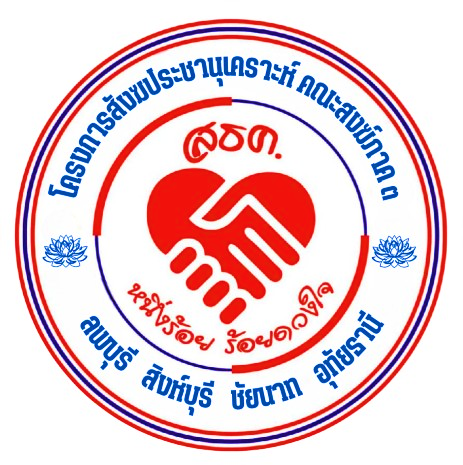 โครงการสังฆประชานุเคราะห์ คณะสงฆ์ภาค ๓
สธค.
หนึ่งร้อย ร้อยดวงใจ
ลพบุรี สิงห์บุรี ชัยนาท อุทัยธานี